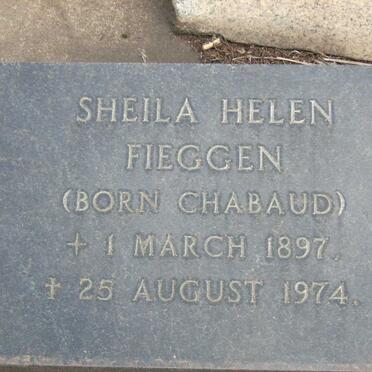 SHEILA HELEN
FIEGGEN
(BORN CHABAUD)
+ 1 MARCH 1897.
† 25 AUGUST 1974.